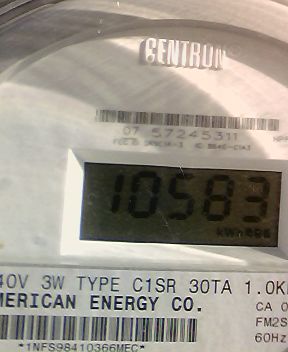 CENTRON
07 57245311
10583
40V 3W TYPE C1SR 30TA 1.0K
MERICAN ENERGY CO.
CA 0
FM2S
60Hz
*1NFS98410366MEC*